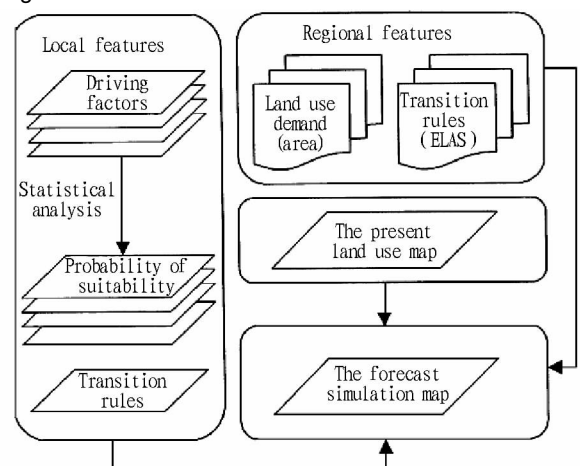 Local features
Driving
factors
Statistical
analysis
Probability of
suitability
Transition
rules
Regional features
Land use
demand
(area)
Transition
rules
( ELAS )
The present
land use map
The forecast
simulation map